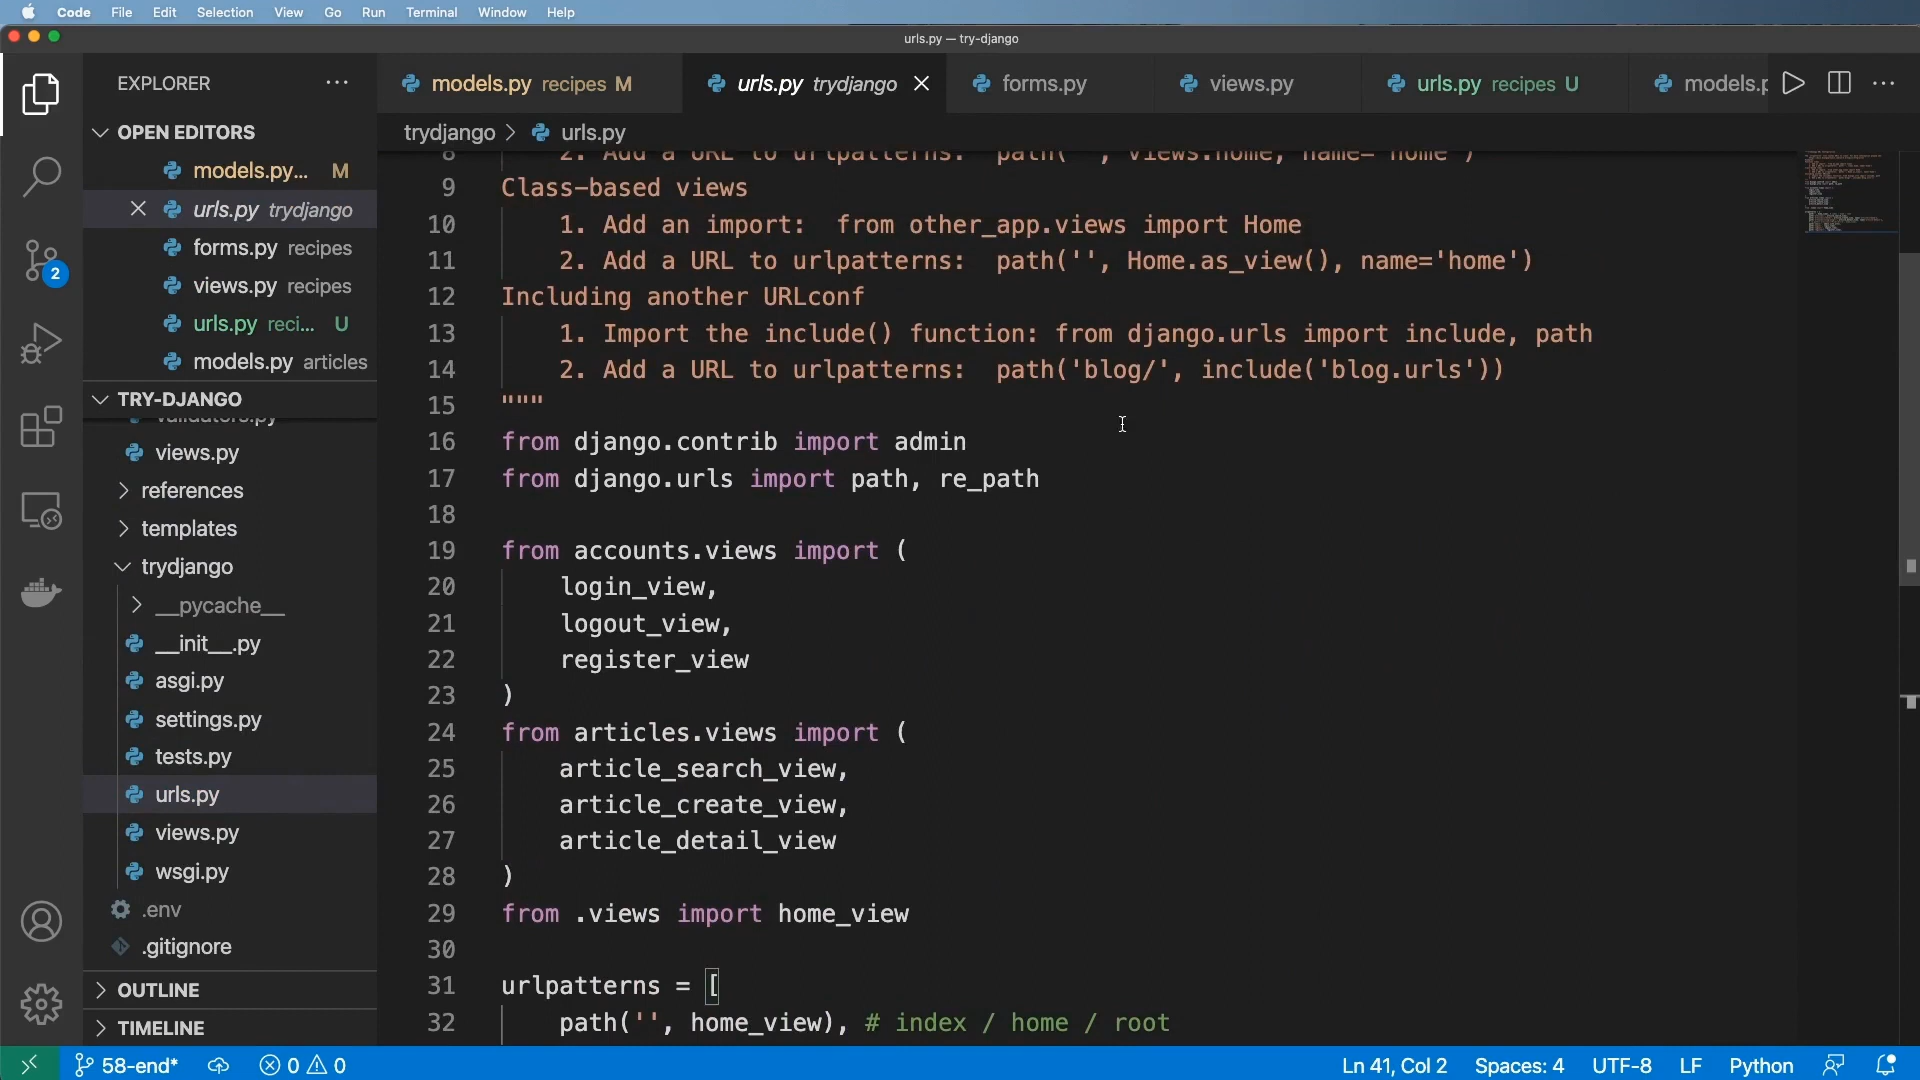 Code File Edit Selection View Go Run Terminal Window Help
urls.py — try-django
EXPLORER
OPEN EDITORS
models.py... M
urls.py trydjango
forms.py recipes
views.py recipes
urls.py reci... U
models.py articles
TRY-DJANGO
validators.py
views.py
references
templates
trydjango
__pycache__
__init__.py
asgi.py
settings.py
tests.py
urls.py
views.py
wsgi.py
.env
.gitignore
OUTLINE
TIMELINE
2
models.py recipes M
urls.py trydjango
forms.py
views.py
urls.py recipes U
models.p
trydjango > urls.py
8 2. Add a URL to urlpatterns:  path('', views.home, name='home')
9 Class-based views
10 1. Add an import:  from other_app.views import Home
11 2. Add a URL to urlpatterns:  path('', Home.as_view(), name='home')
12 Including another URLconf
13 1. Import the include() function: from django.urls import include, path
14 2. Add a URL to urlpatterns:  path('blog/', include('blog.urls'))
15 """
16 from django.contrib import admin
17 from django.urls import path, re_path
18
19 from accounts.views import (
20 login_view,
21 logout_view,
22 register_view
23 )
24 from articles.views import (
25 article_search_view,
26 article_create_view,
27 article_detail_view
28 )
29 from .views import home_view
30
31 urlpatterns = [
32 path('', home_view), # index / home / root
58-end* 0 0 Ln 41, Col 2 Spaces: 4 UTF-8 LF Python